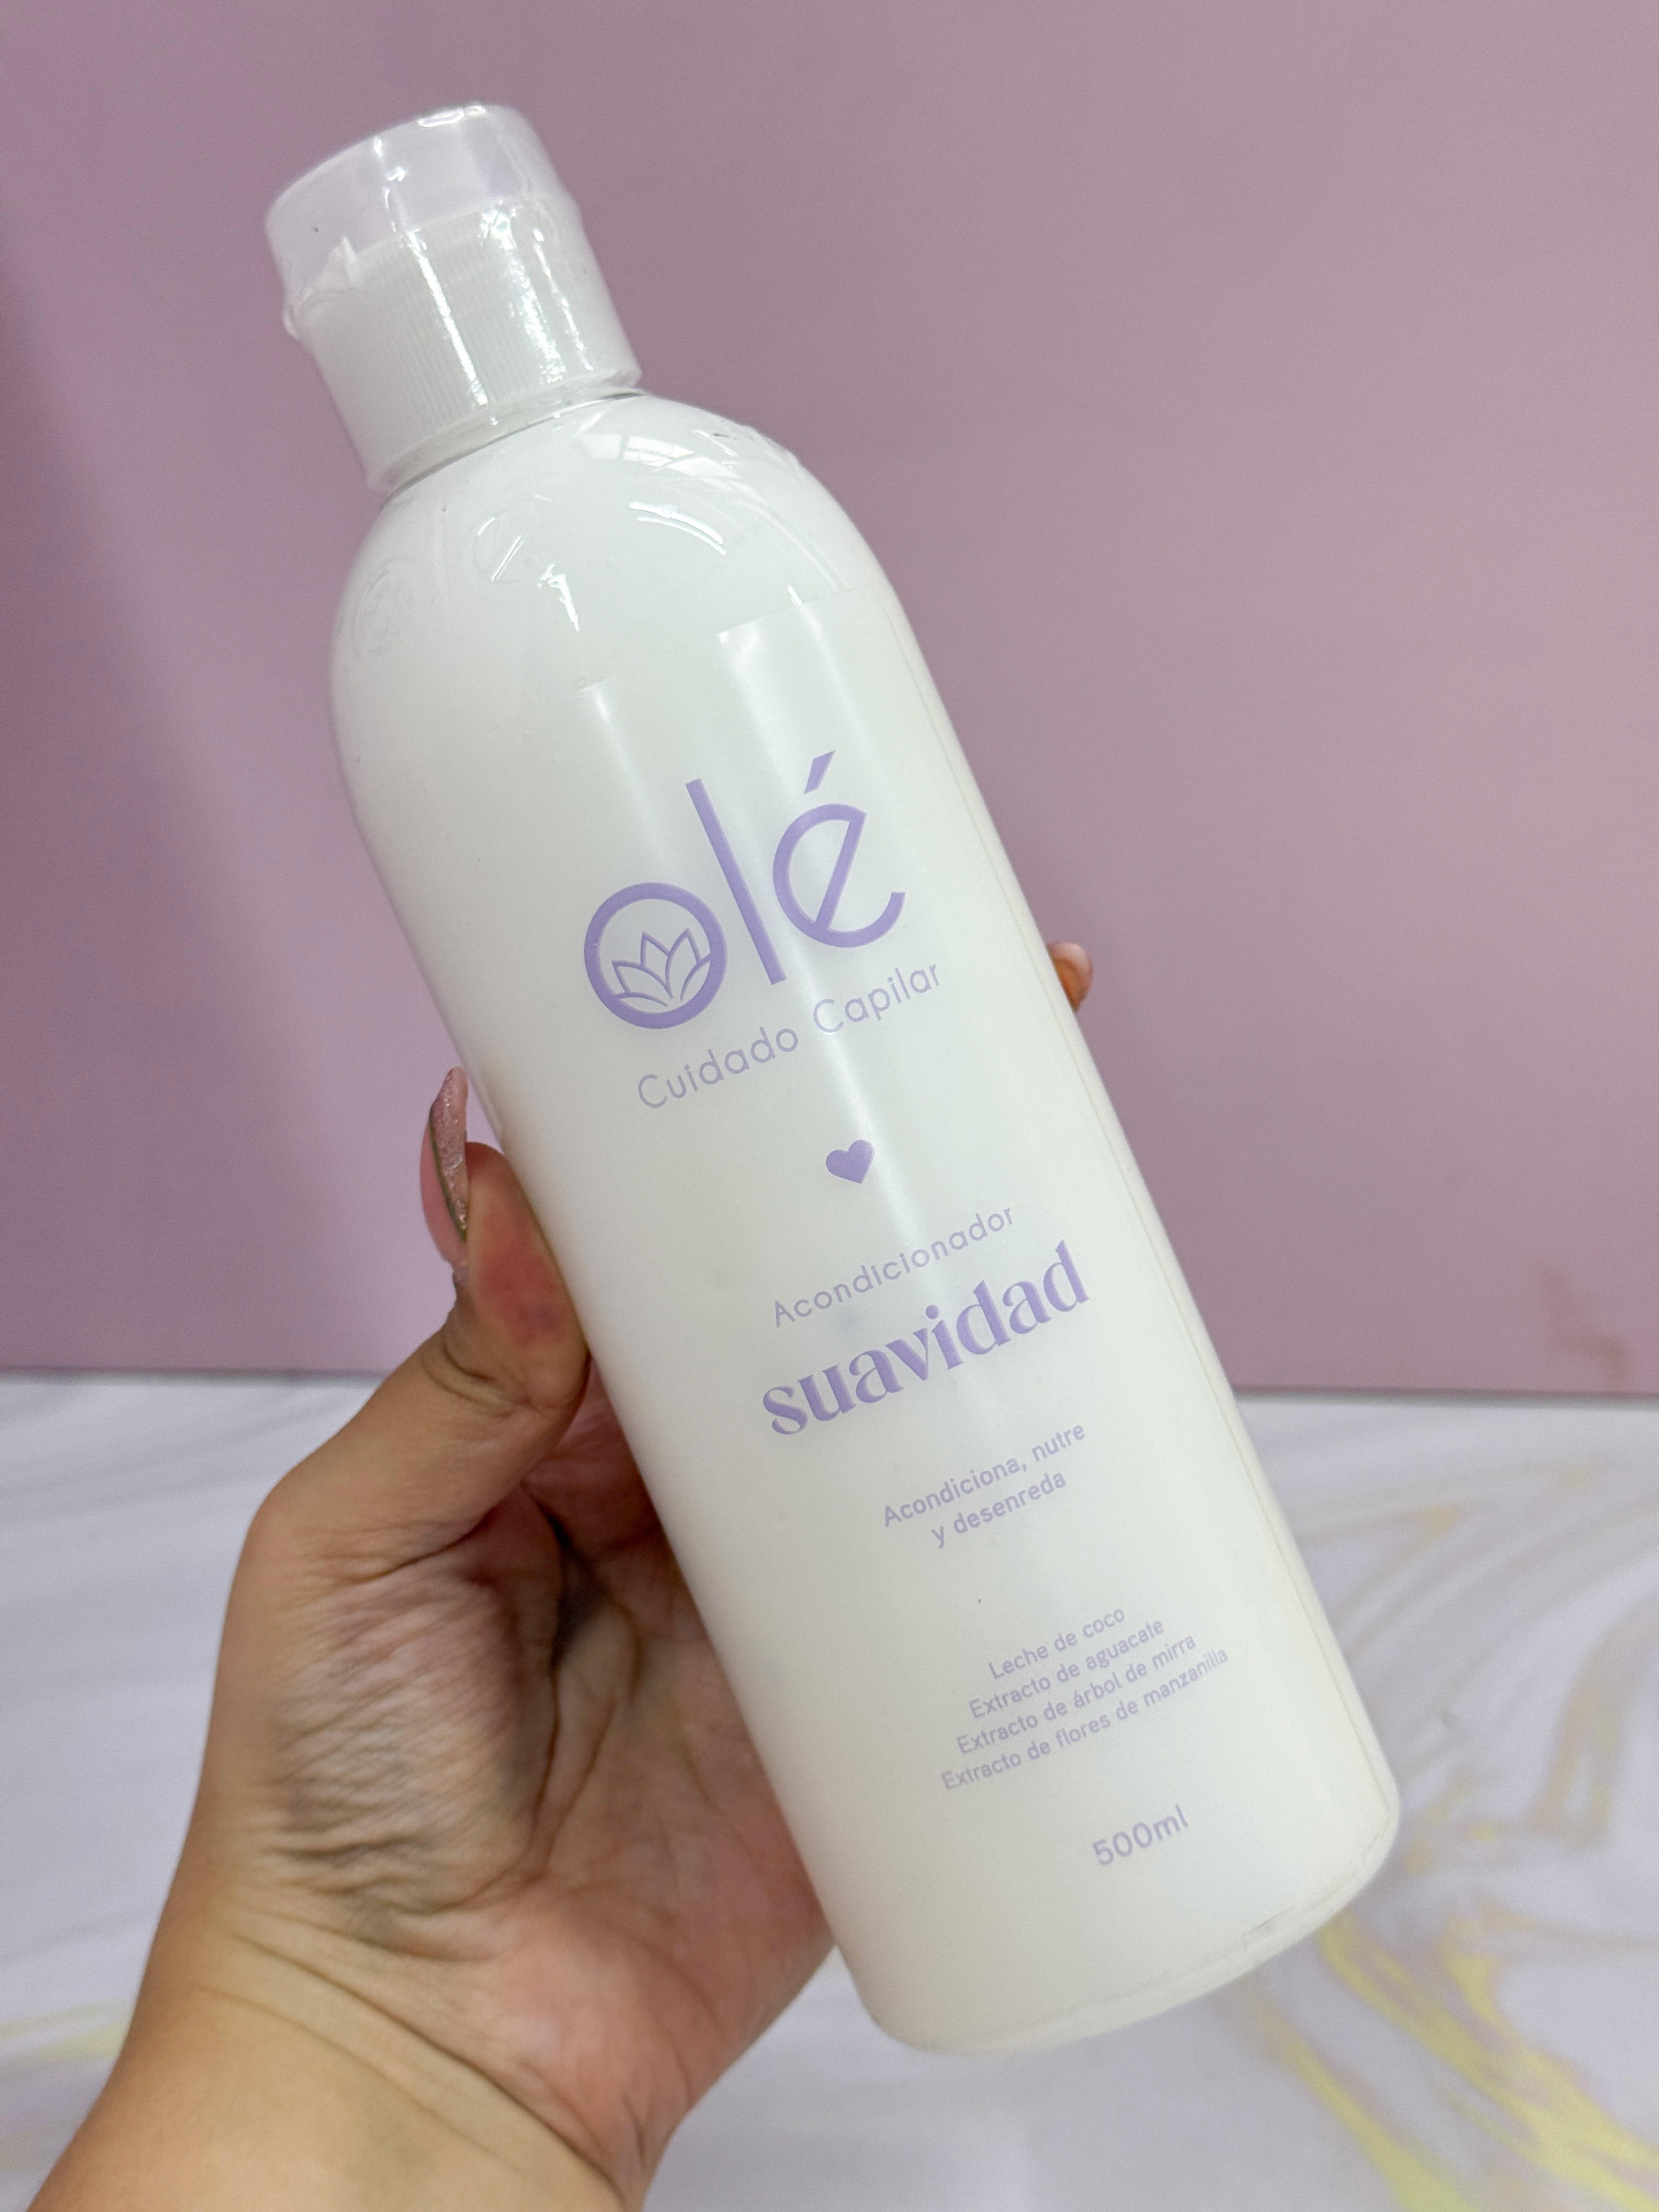 olé
Cuidado Capilar
Acondicionador
suavidad
Acondiciona, nutre
y desenreda
Leche de coco
Extracto de aguacate
Extracto de árbol de mirra
Extracto de flores de manzanilla
500ml